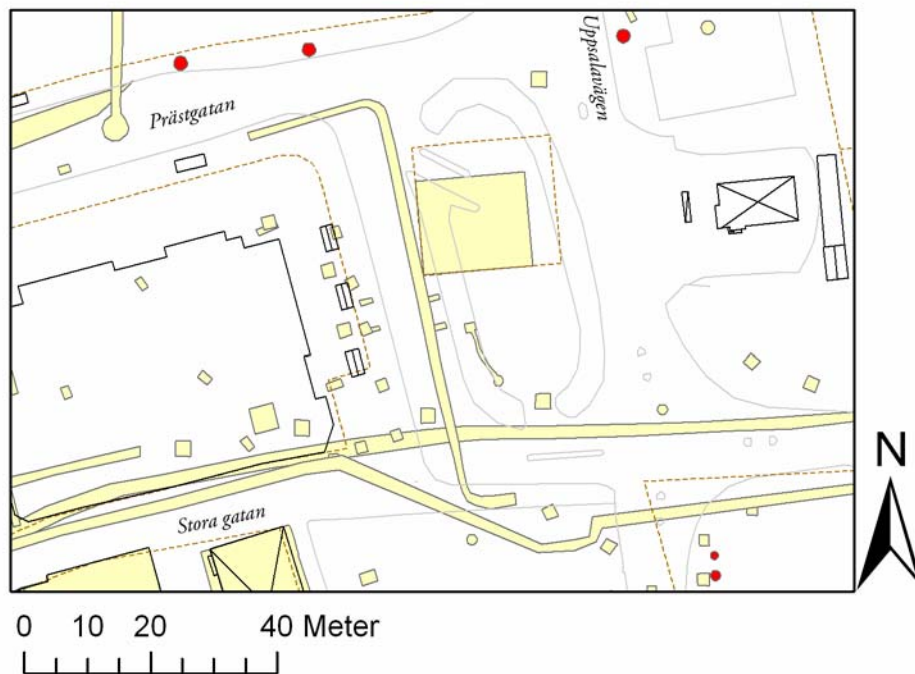 Uppsalavägen
Prästgatan
Stora gatan
N
0 10 20 40 Meter